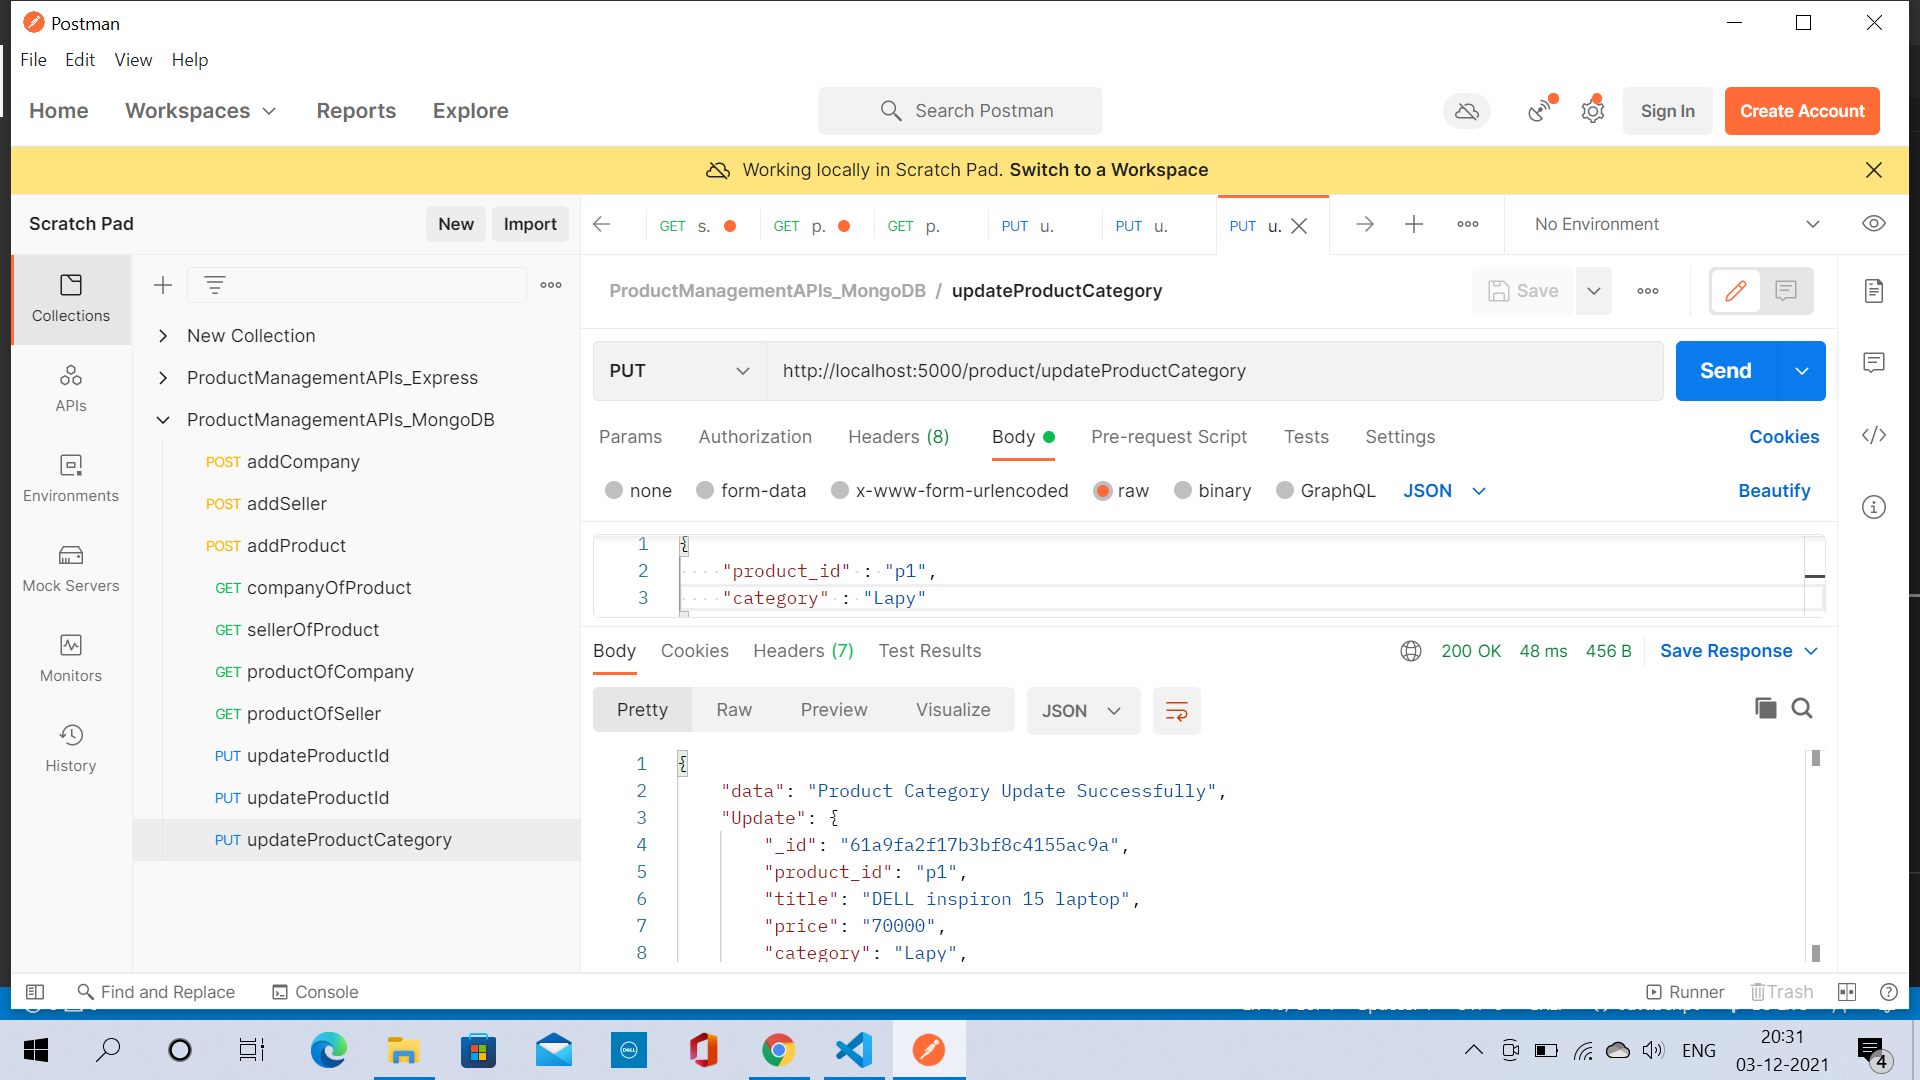 Postman
File Edit View Help
Home Workspaces Reports Explore Search Postman Sign In Create Account
Working locally in Scratch Pad. Switch to a Workspace
Scratch Pad New Import GET s. GET p. GET p. PUT u. PUT u. PUT u. No Environment
ProductManagementAPIs_MongoDB / updateProductCategory Save
Collections
New Collection
ProductManagementAPIs_Express
ProductManagementAPIs_MongoDB
POST addCompany
POST addSeller
POST addProduct
GET companyOfProduct
GET sellerOfProduct
GET productOfCompany
GET productOfSeller
PUT updateProductId
PUT updateProductId
PUT updateProductCategory
APIs
Environments
Mock Servers
Monitors
History
PUT http://localhost:5000/product/updateProductCategory Send
Params Authorization Headers (8) Body Pre-request Script Tests Settings Cookies
none form-data x-www-form-urlencoded raw binary GraphQL JSON Beautify
1 {
2 "product_id" : "p1",
3 "category" : "Lapy"
Body Cookies Headers (7) Test Results 200 OK 48 ms 456 B Save Response
Pretty Raw Preview Visualize JSON
1 {
2 "data": "Product Category Update Successfully",
3 "Update": {
4 "_id": "61a9fa2f17b3bf8c4155ac9a",
5 "product_id": "p1",
6 "title": "DELL inspiron 15 laptop",
7 "price": "70000",
8 "category": "Lapy",
Find and Replace Console Runner Trash
ENG 20:31
03-12-2021 4